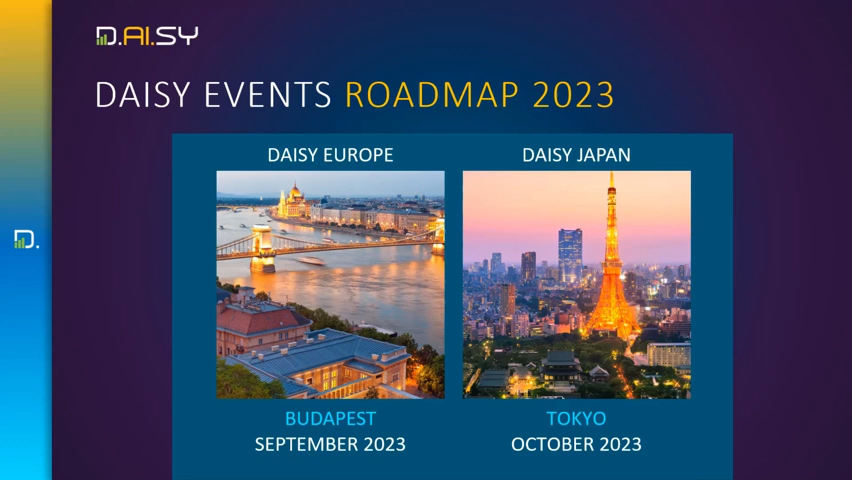 D.AI.SY
DAISY EVENTS ROADMAP 2023
DAISY EUROPE
DAISY JAPAN
D.
BUDAPEST
SEPTEMBER 2023
TOKYO
OCTOBER 2023